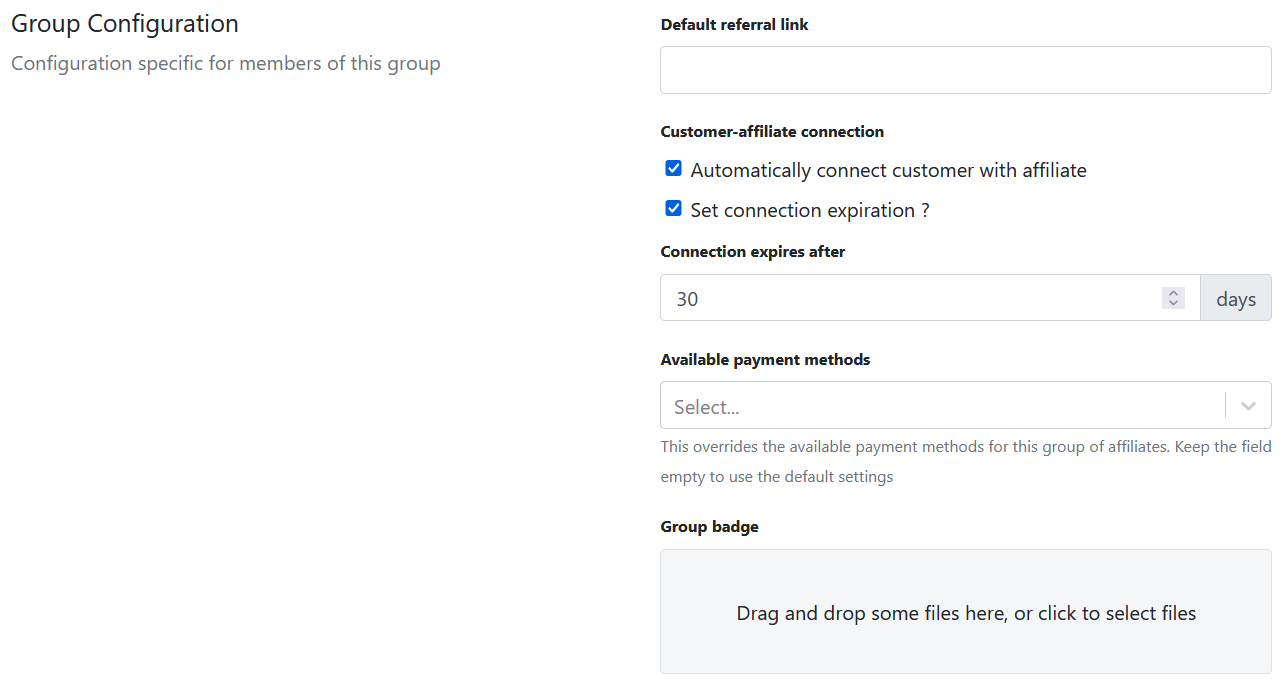 Group Configuration
Configuration specific for members of this group
Default referral link
Customer-affiliate connection
Automatically connect customer with affiliate
Set connection expiration ?
Connection expires after
30
days
Available payment methods
Select...
This overrides the available payment methods for this group of affiliates. Keep the field
empty to use the default settings
Group badge
Drag and drop some files here, or click to select files